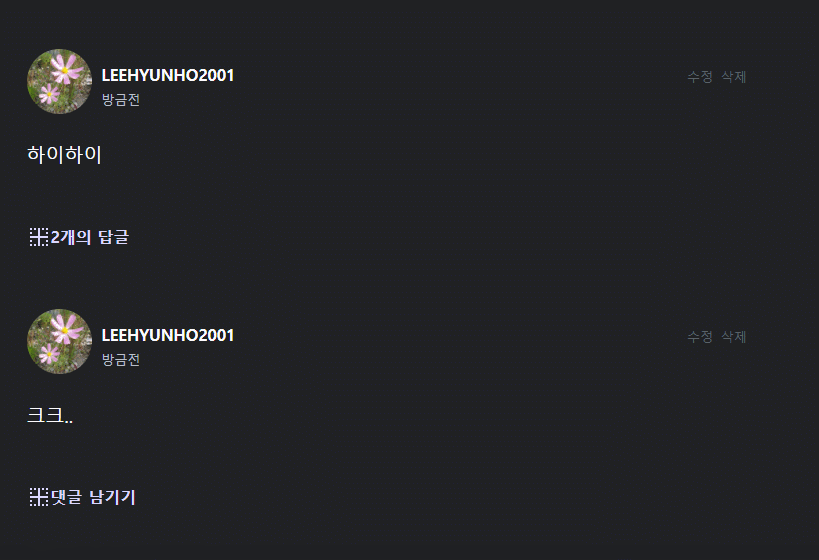 LEEHYUNHO2001
수정 삭제
방금전
하이하이
2개의 답글
LEEHYUNHO2001
수정 삭제
방금전
크크..
댓글 남기기